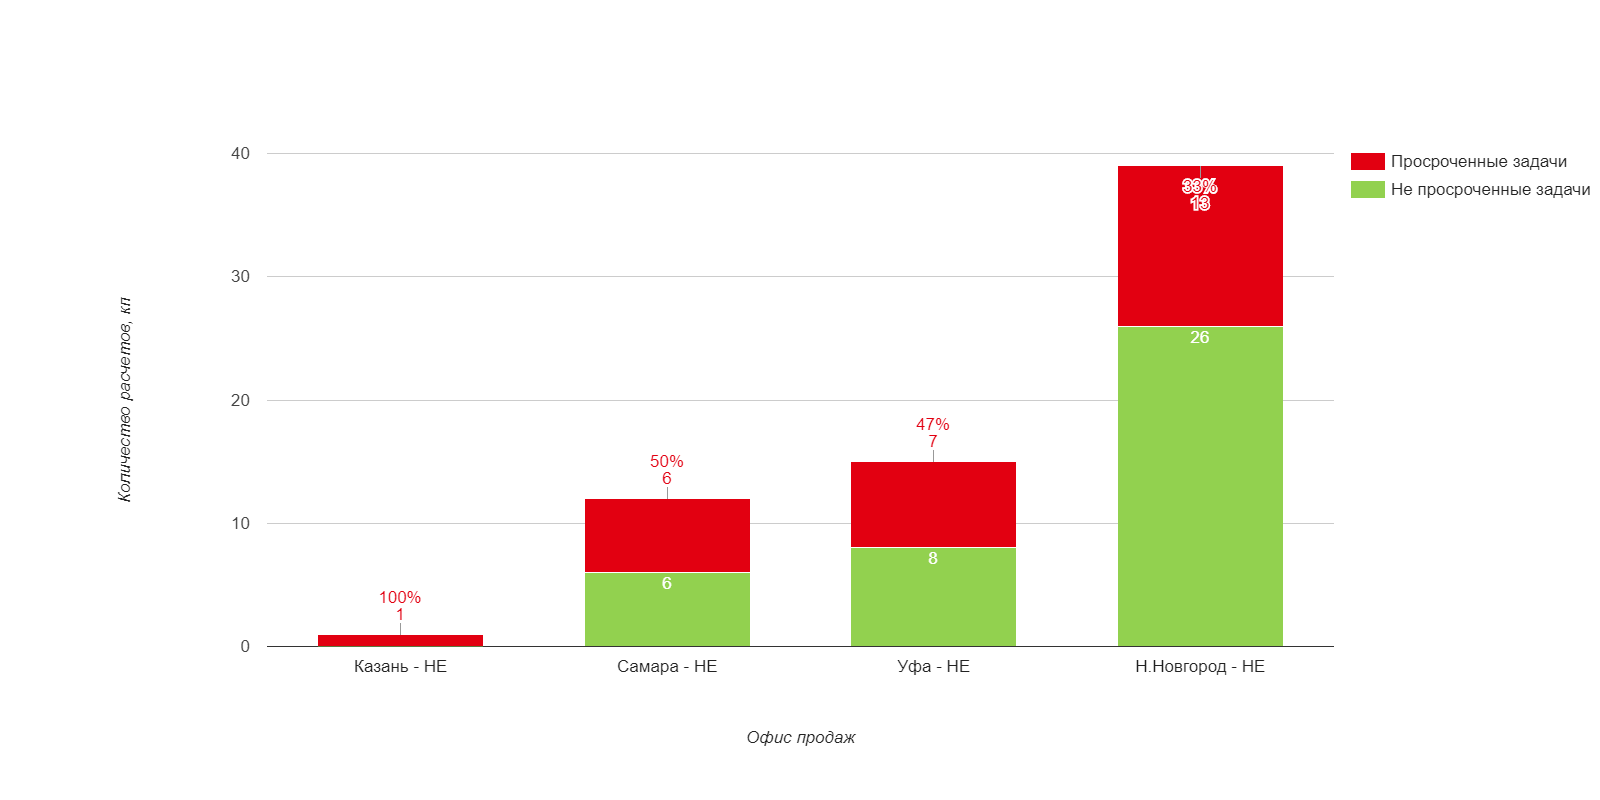 40
30
20
10
0
Количество расчетов, кп
100%
1
50%
6
6
47%
7
8
33%
13
26
Казань - НЕ
Самара - НЕ
Уфа - НЕ
Н.Новгород - НЕ
Офис продаж
Просроченные задачи
Не просроченные задачи